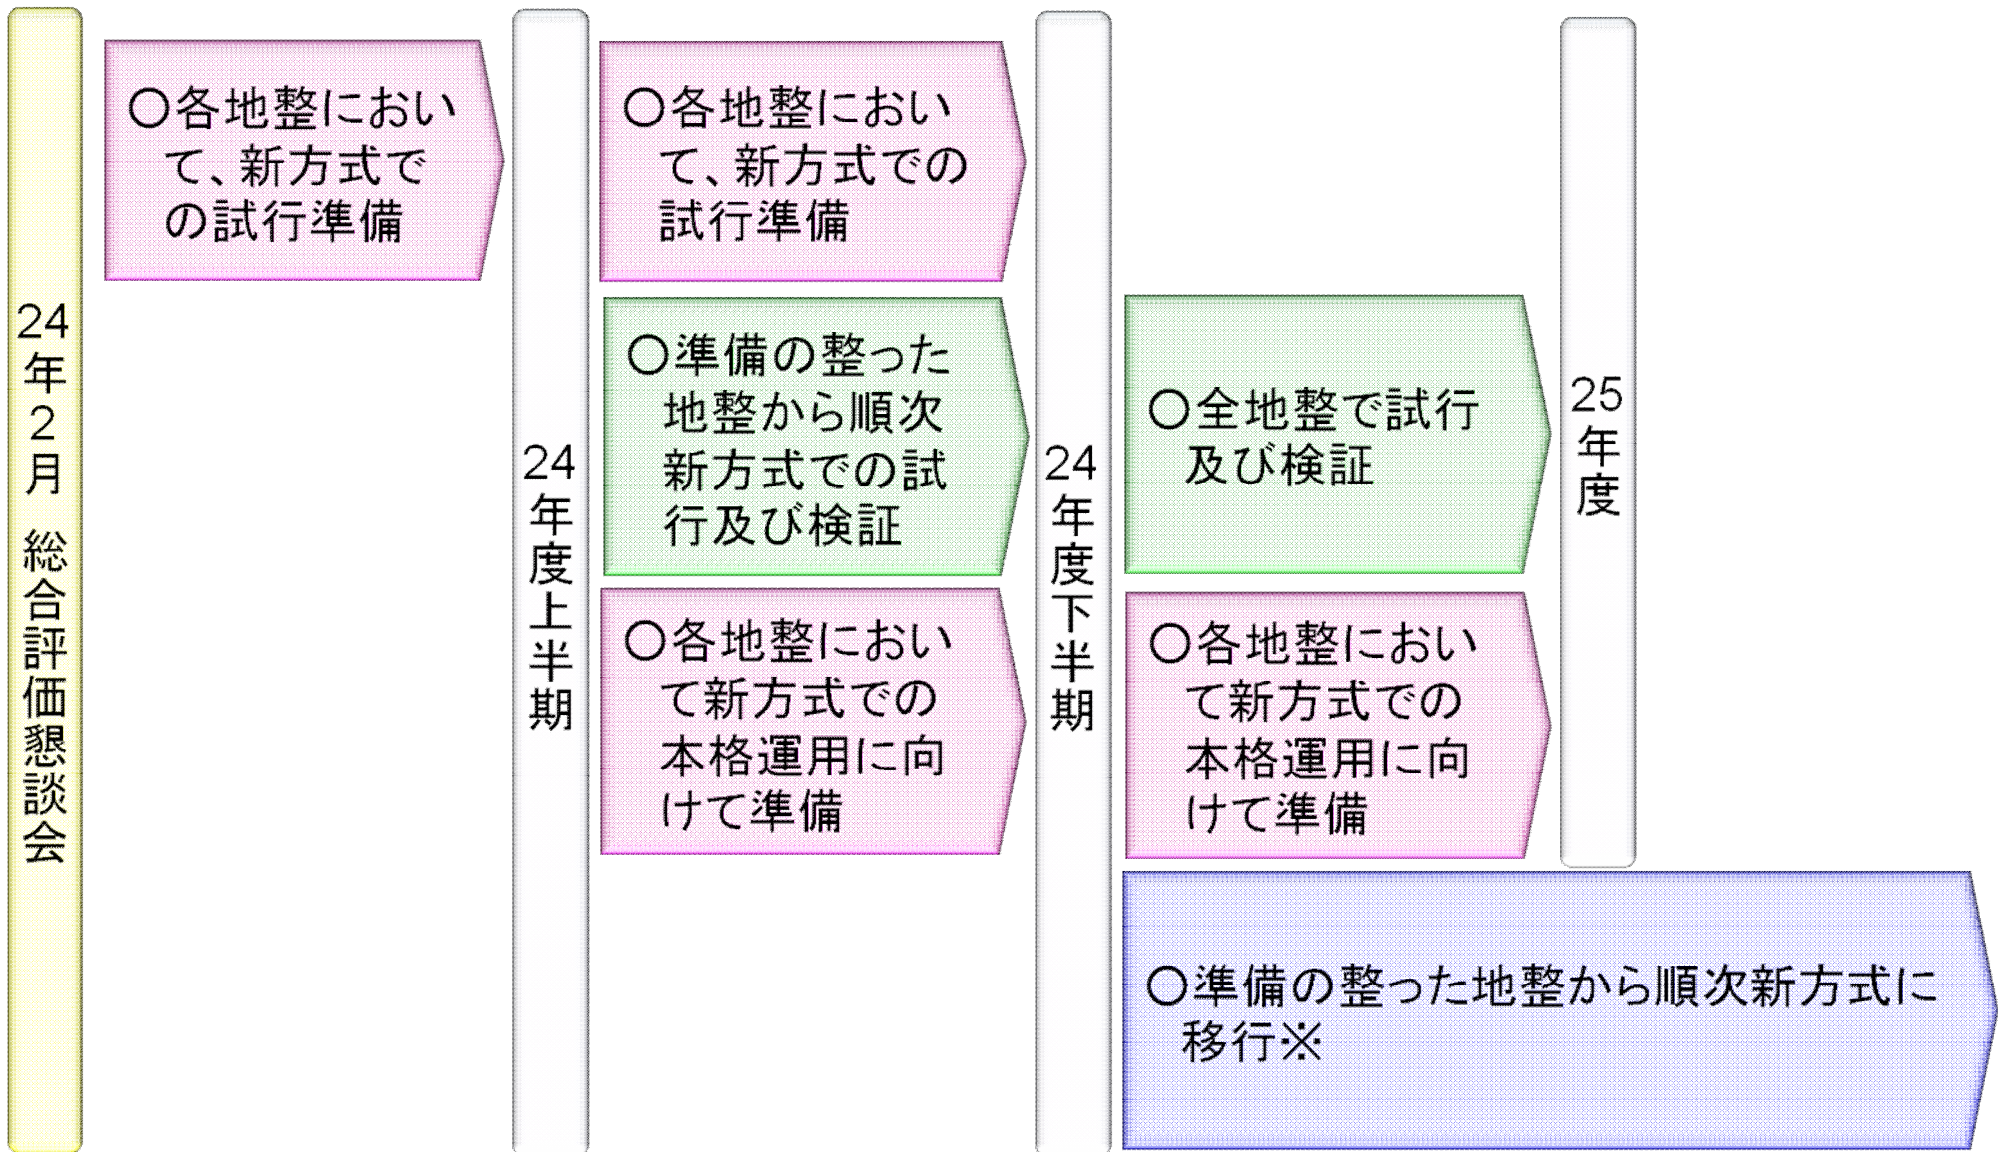 24年2月 総合評価懇談会
○各地整におい
て、新方式で
の試行準備
24年度上半期
○各地整におい
て、新方式での
試行準備
○準備の整った
地整から順次
新方式での試
行及び検証
○各地整におい
て新方式での
本格運用に向
けて準備
24年度下半期
○全地整で試行
及び検証
○各地整におい
て新方式での
本格運用に向
けて準備
○準備の整った地整から順次新方式に
移行※
25年度